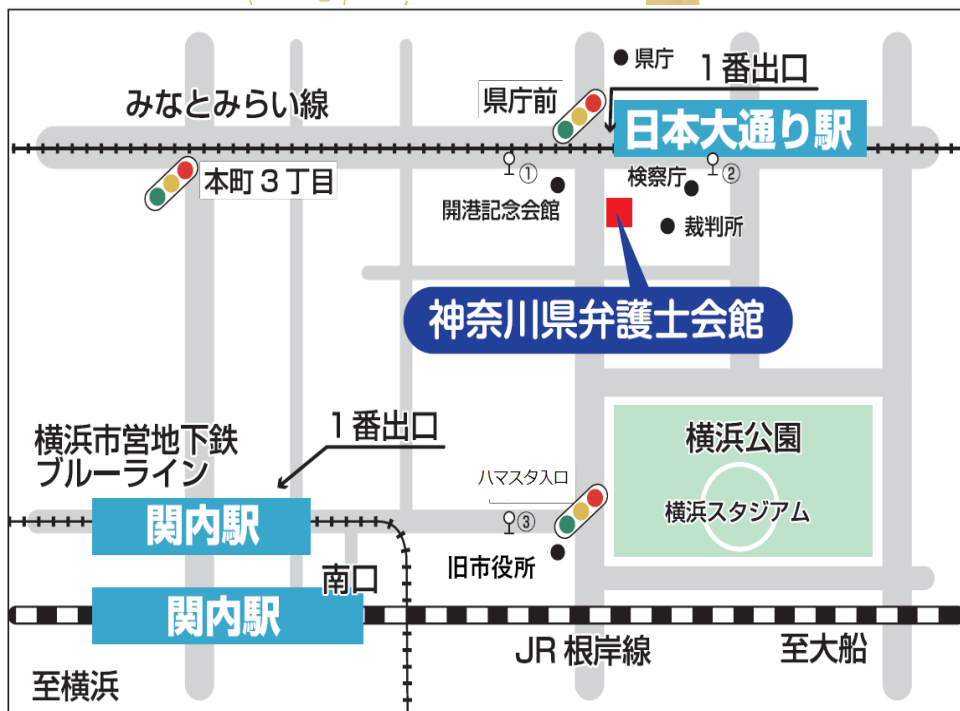 県庁
1番出口
みなとみらい線
県庁前
日本大通り駅
①
②
本町3丁目
検察庁
開港記念会館
裁判所
神奈川県弁護士会館
1番出口
横浜市営地下鉄
ブルーライン
横浜公園
ハマスタ入口
関内駅
③
横浜スタジアム
旧市役所
南口
関内駅
JR根岸線
至大船
至横浜